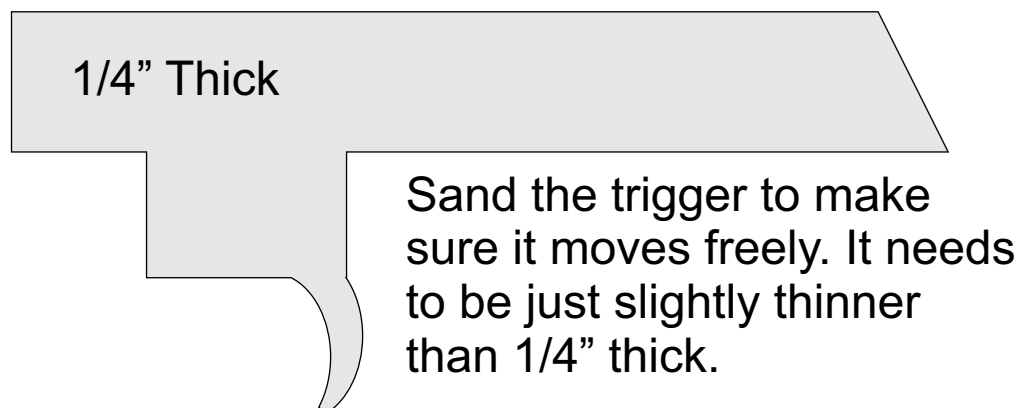 1/4” Thick
Sand the trigger to make
sure it moves freely. It needs
to be just slightly thinner
than 1/4” thick.